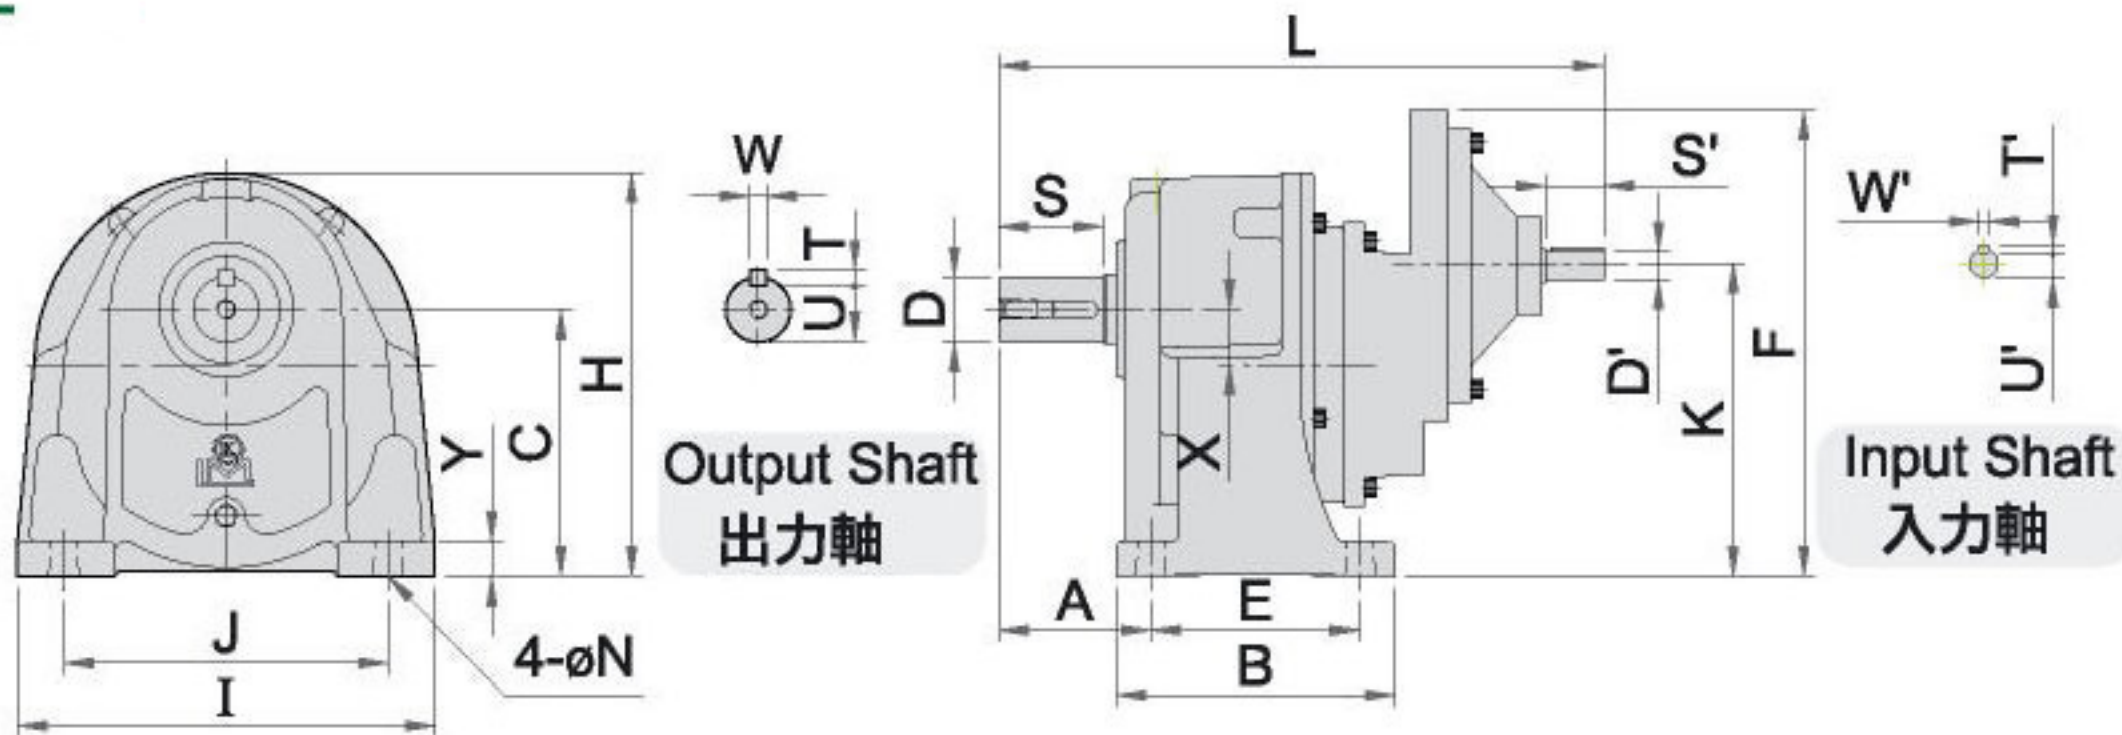 L
W
S
T
U
D
H
C
Y
X
S'
W'
T'
U'
D'
F
K
Output Shaft
出力軸
Input Shaft
入力軸
A
E
B
J
I
4-øN